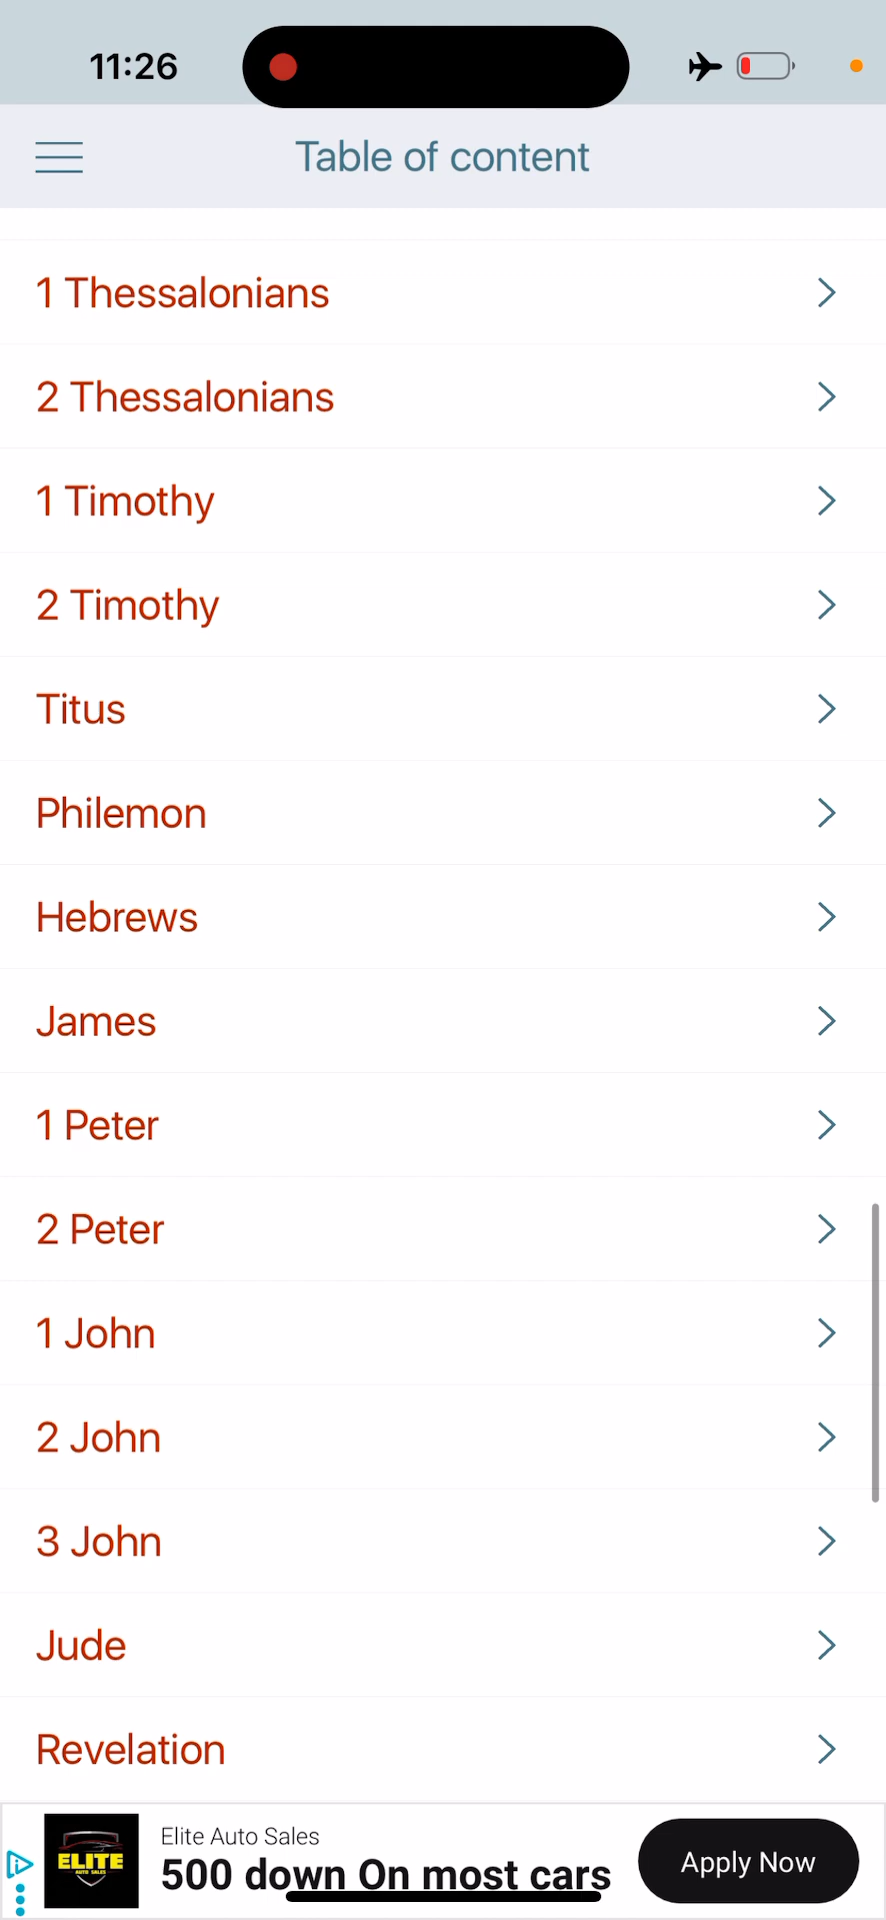 11:26
Table of content
1 Thessalonians
2 Thessalonians
1 Timothy
2 Timothy
Titus
Philemon
Hebrews
James
1 Peter
2 Peter
1 John
2 John
3 John
Jude
Revelation
ELITE
AUTO SALES
Elite Auto Sales
500 down On most cars
Apply Now